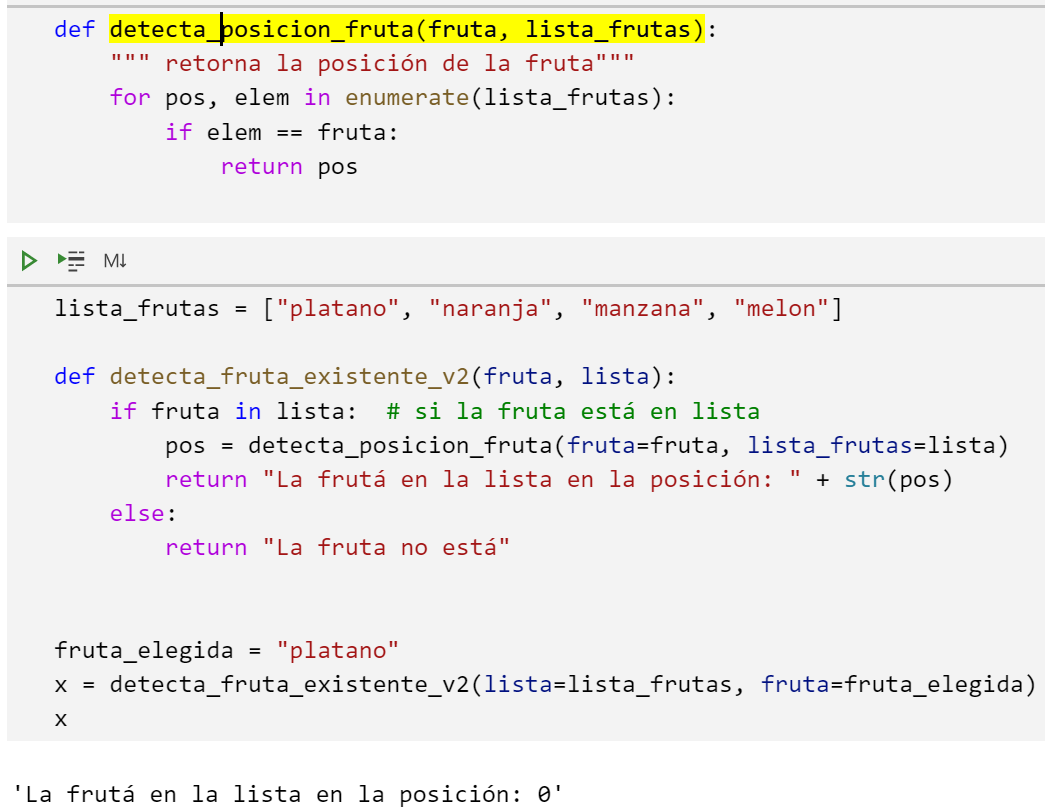 def detecta_posicion_fruta(fruta, lista_frutas):
    """ retorna la posición de la fruta"""
    for pos, elem in enumerate(lista_frutas):
        if elem == fruta:
            return pos
M↓
lista_frutas = ["platano", "naranja", "manzana", "melon"]
def detecta_fruta_existente_v2(fruta, lista):
    if fruta in lista:  # si la fruta está en lista
        pos = detecta_posicion_fruta(fruta=fruta, lista_frutas=lista)
        return "La frutá en la lista en la posición: " + str(pos)
    else:
        return "La fruta no está"
fruta_elegida = "platano"
x = detecta_fruta_existente_v2(lista=lista_frutas, fruta=fruta_elegida)
x
'La frutá en la lista en la posición: 0'